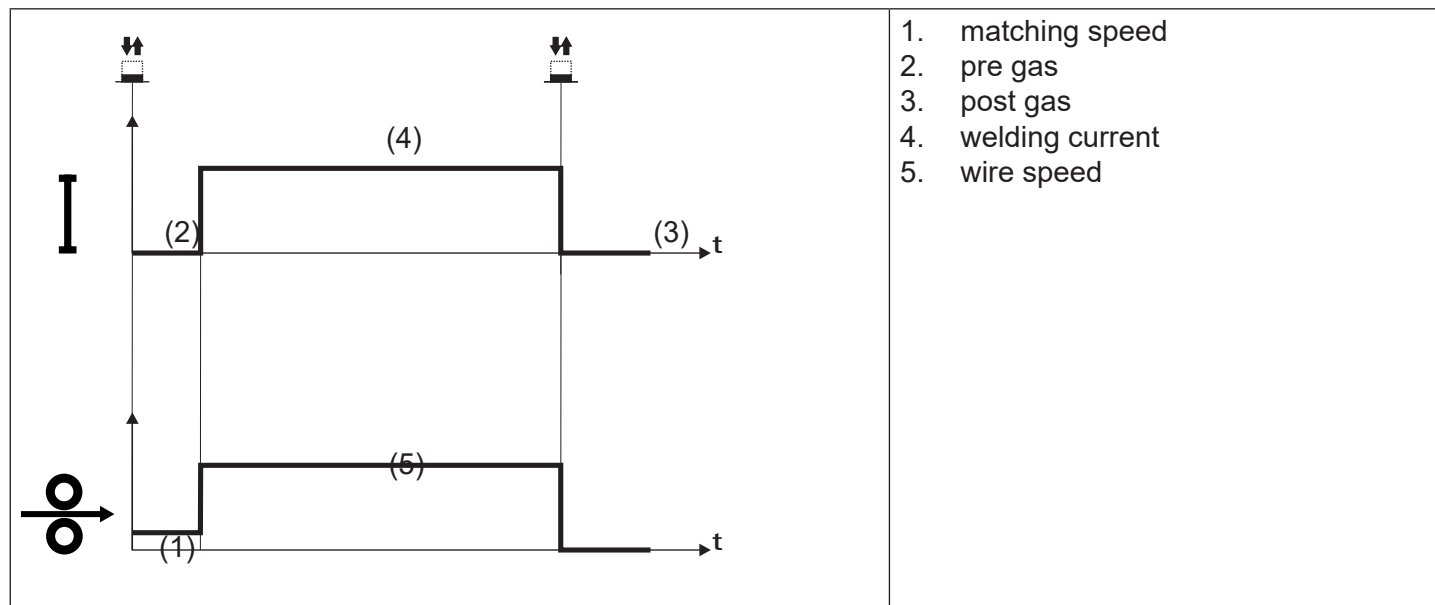 (4)
(2)
(3)
t
(5)
(1)
t
1. matching speed
2. pre gas
3. post gas
4. welding current
5. wire speed